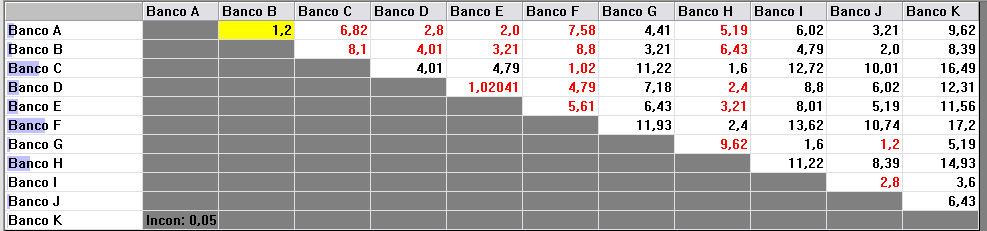 Banco A Banco B Banco C Banco D Banco E Banco F Banco G Banco H Banco I Banco J Banco K
Banco A 1,2 6,82 2,8 2,0 7,58 4,41 5,19 6,02 3,21 9,62
Banco B 8,1 4,01 3,21 8,8 3,21 6,43 4,79 2,0 8,39
Banco C 4,01 4,79 1,02 11,22 1,6 12,72 10,01 16,49
Banco D 1,02041 4,79 7,18 2,4 8,8 6,02 12,31
Banco E 5,61 6,43 3,21 8,01 5,19 11,56
Banco F 11,93 2,4 13,62 10,74 17,2
Banco G 9,62 1,6 1,2 5,19
Banco H 11,22 8,39 14,93
Banco I 2,8 3,6
Banco J 6,43
Banco K Incon: 0,05